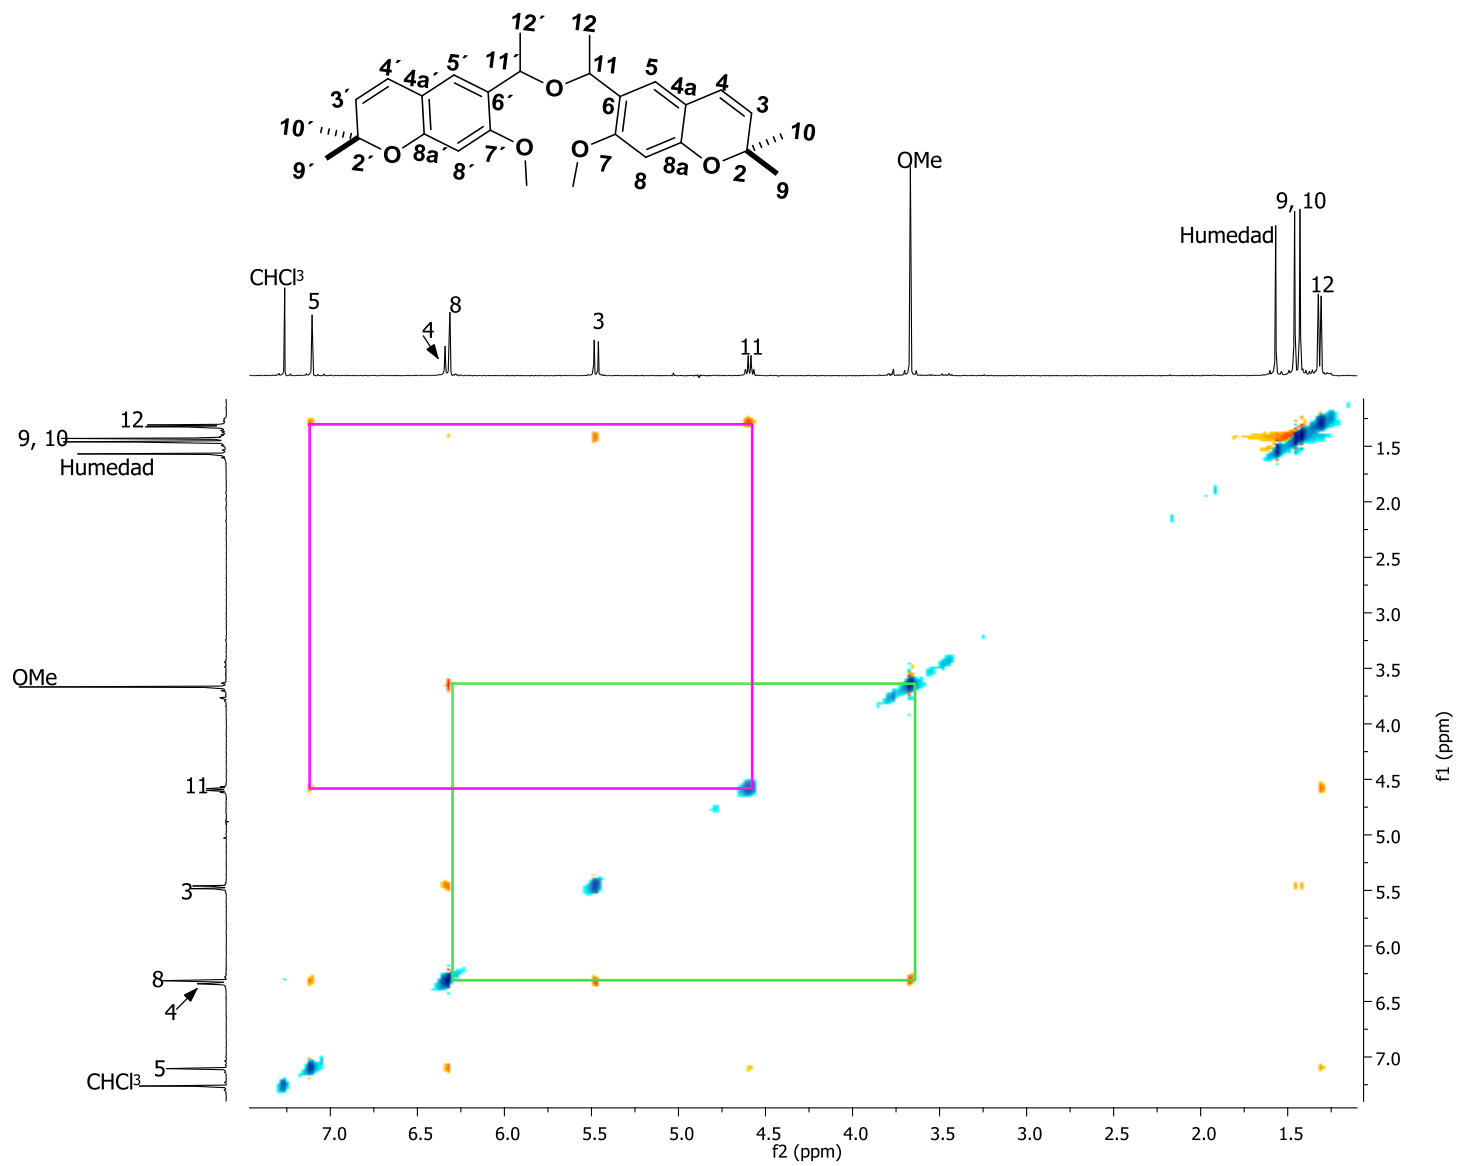 12´ 12
11´ 11
4´ 4a´ 5´ 5 4a 4
3´ 6´ O 6 3
10´ 10
2´ O 8a´ 8´ 7´ O O 7 8 8a O 2
9´ 9
OMe
9, 10
Humedad
CHCl3
12
5
8
4
3
11
12
9, 10
Humedad
OMe
11
3
8
4
5
CHCl3
1.5
2.0
2.5
3.0
3.5
4.0
4.5
5.0
5.5
6.0
6.5
7.0
f1 (ppm)
7.0 6.5 6.0 5.5 5.0 4.5 4.0 3.5 3.0 2.5 2.0 1.5
f2 (ppm)